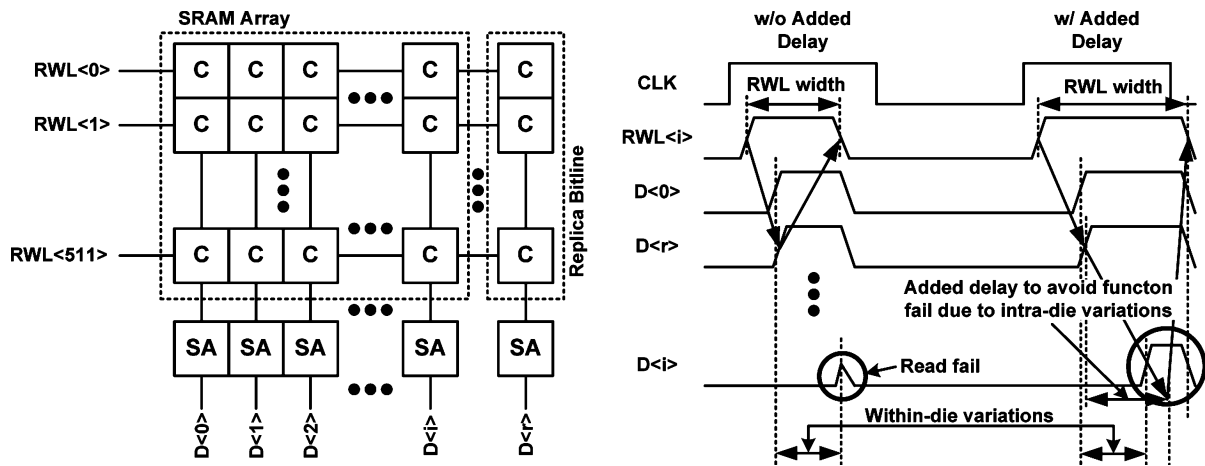 SRAM Array
RWL<0>
C C C C C
RWL<1>
C C C C C
RWL<511>
C C C C C
Replica Bitline
SA SA SA SA SA
D<0> D<1> D<2> D<i> D<r>
w/o Added
Delay
w/ Added
Delay
CLK
RWL width
RWL width
RWL<i>
D<0>
D<r>
Added delay to avoid functon
fail due to intra-die variations
D<i>
Read fail
Within-die variations